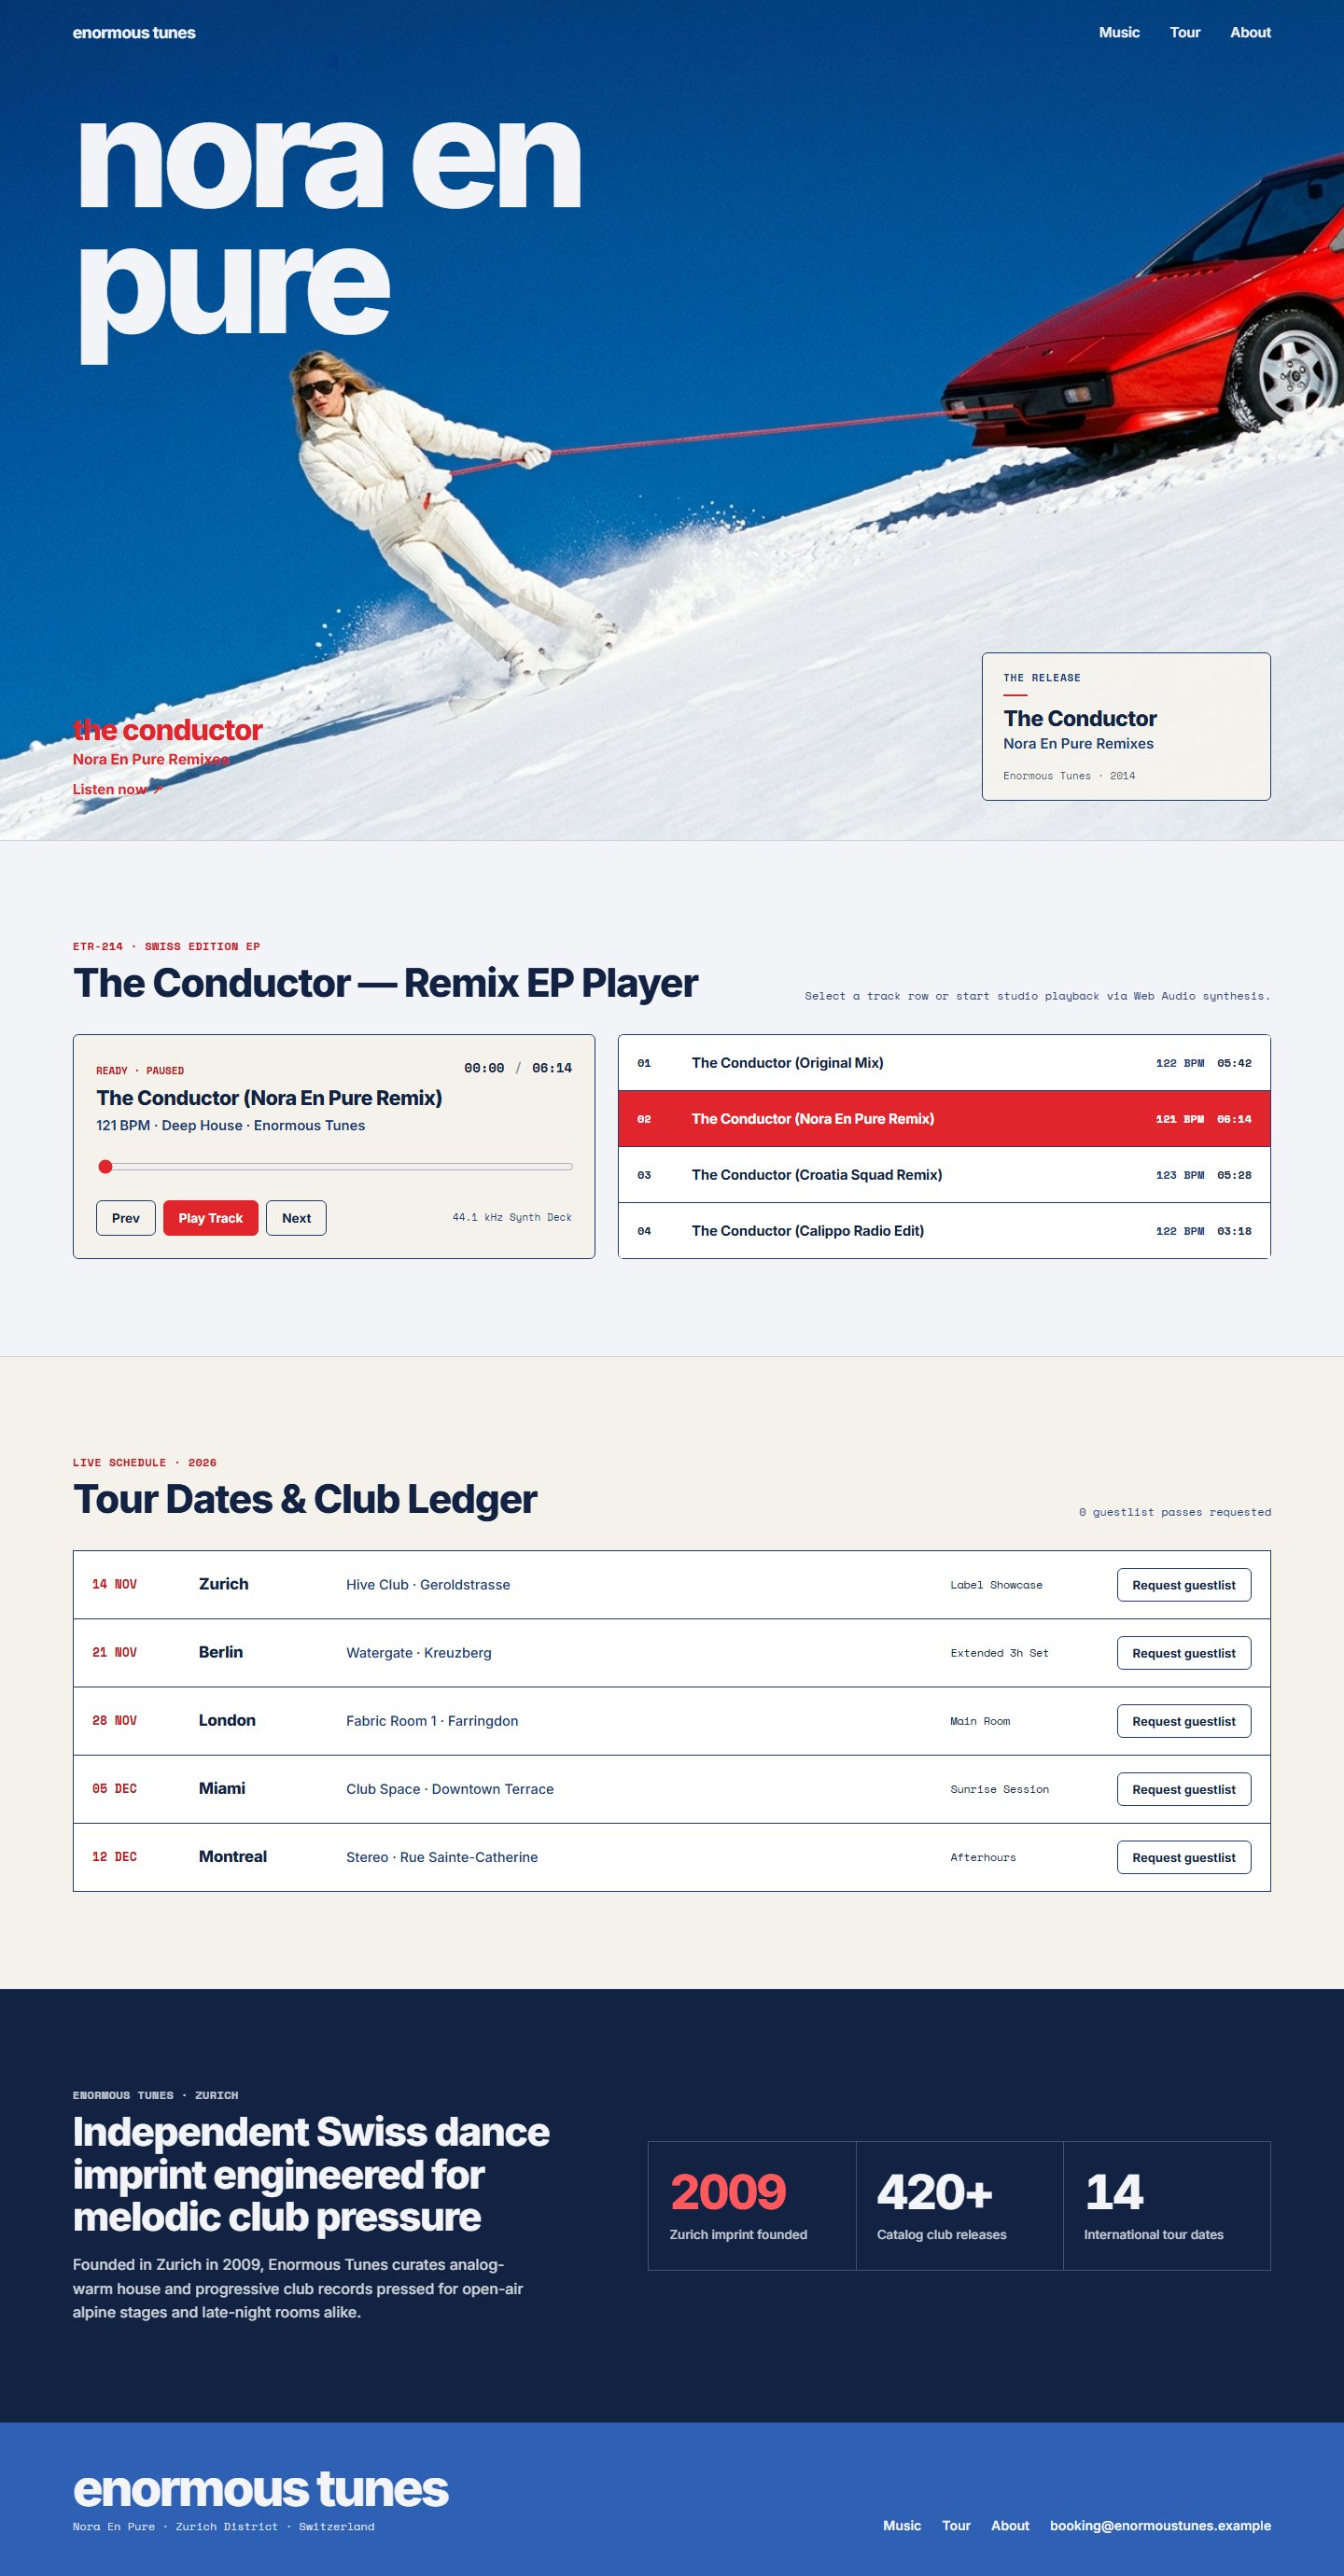 enormous tunes
Music Tour About
nora en
pure
the conductor
Nora En Pure Remixes
Listen now ↗
THE RELEASE
The Conductor
Nora En Pure Remixes
Enormous Tunes · 2014
ETR-214 · SWISS EDITION EP
The Conductor — Remix EP Player
Select a track row or start studio playback via Web Audio synthesis.
READY · PAUSED
00:00 / 06:14
The Conductor (Nora En Pure Remix)
121 BPM · Deep House · Enormous Tunes
Prev Play Track Next
44.1 kHz Synth Deck
01 The Conductor (Original Mix) 122 BPM 05:42
02 The Conductor (Nora En Pure Remix) 121 BPM 06:14
03 The Conductor (Croatia Squad Remix) 123 BPM 05:28
04 The Conductor (Calippo Radio Edit) 122 BPM 03:18
LIVE SCHEDULE · 2026
Tour Dates & Club Ledger
0 guestlist passes requested
14 NOV Zurich Hive Club · Geroldstrasse Label Showcase Request guestlist
21 NOV Berlin Watergate · Kreuzberg Extended 3h Set Request guestlist
28 NOV London Fabric Room 1 · Farringdon Main Room Request guestlist
05 DEC Miami Club Space · Downtown Terrace Sunrise Session Request guestlist
12 DEC Montreal Stereo · Rue Sainte-Catherine Afterhours Request guestlist
ENORMOUS TUNES · ZURICH
Independent Swiss dance
imprint engineered for
melodic club pressure
Founded in Zurich in 2009, Enormous Tunes curates analog-
warm house and progressive club records pressed for open-air
alpine stages and late-night rooms alike.
2009 420+ 14
Zurich imprint founded Catalog club releases International tour dates
enormous tunes
Nora En Pure · Zurich District · Switzerland
Music Tour About booking@enormoustunes.example